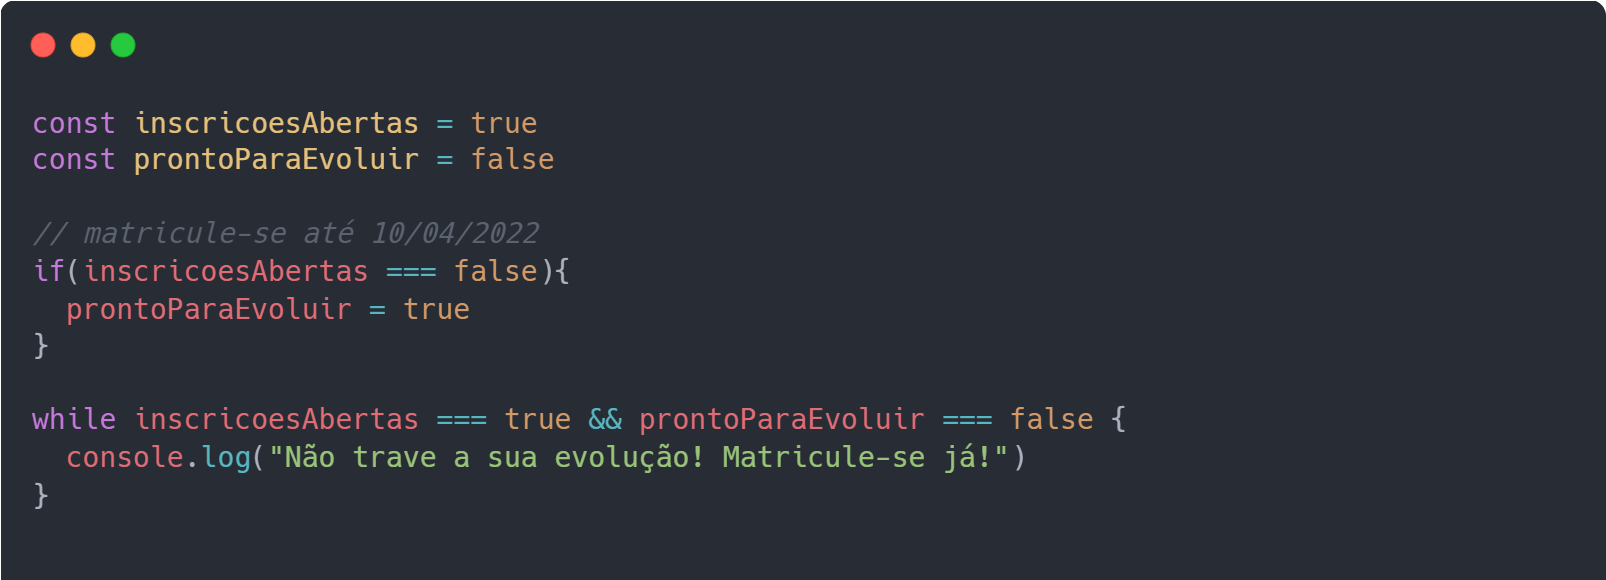 const inscricoesAbertas = true
const prontoParaEvoluir = false
// matricule-se até 10/04/2022
if(inscricoesAbertas === false){
  prontoParaEvoluir = true
}
while inscricoesAbertas === true && prontoParaEvoluir === false {
  console.log("Não trave a sua evolução! Matricule-se já!")
}